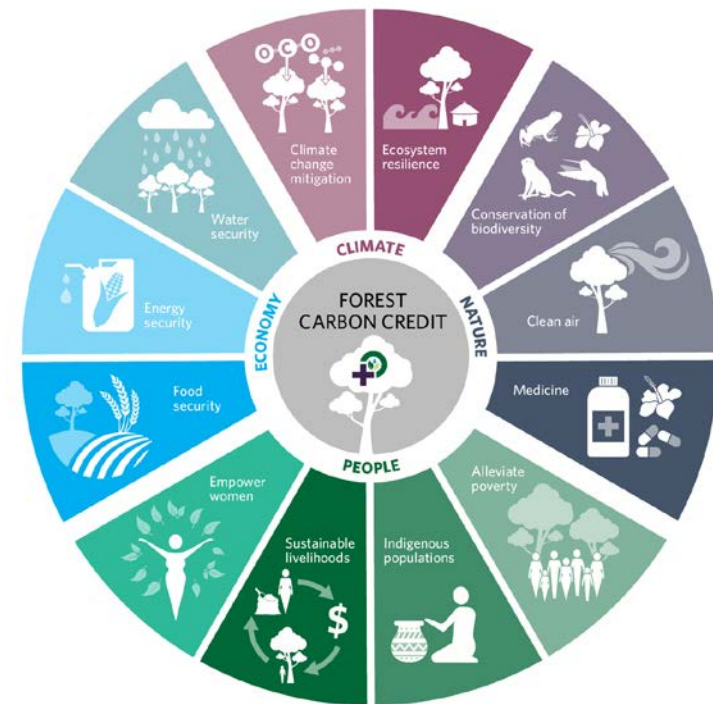 O C O
Climate
change
mitigation
Ecosystem
resilience
Conservation of
biodiversity
Clean air
Medicine
Alleviate
poverty
Indigenous
populations
Sustainable
livelihoods
$
Empower
women
Food
security
Energy
security
Water
security
CLIMATE
NATURE
PEOPLE
ECONOMY
FOREST
CARBON CREDIT